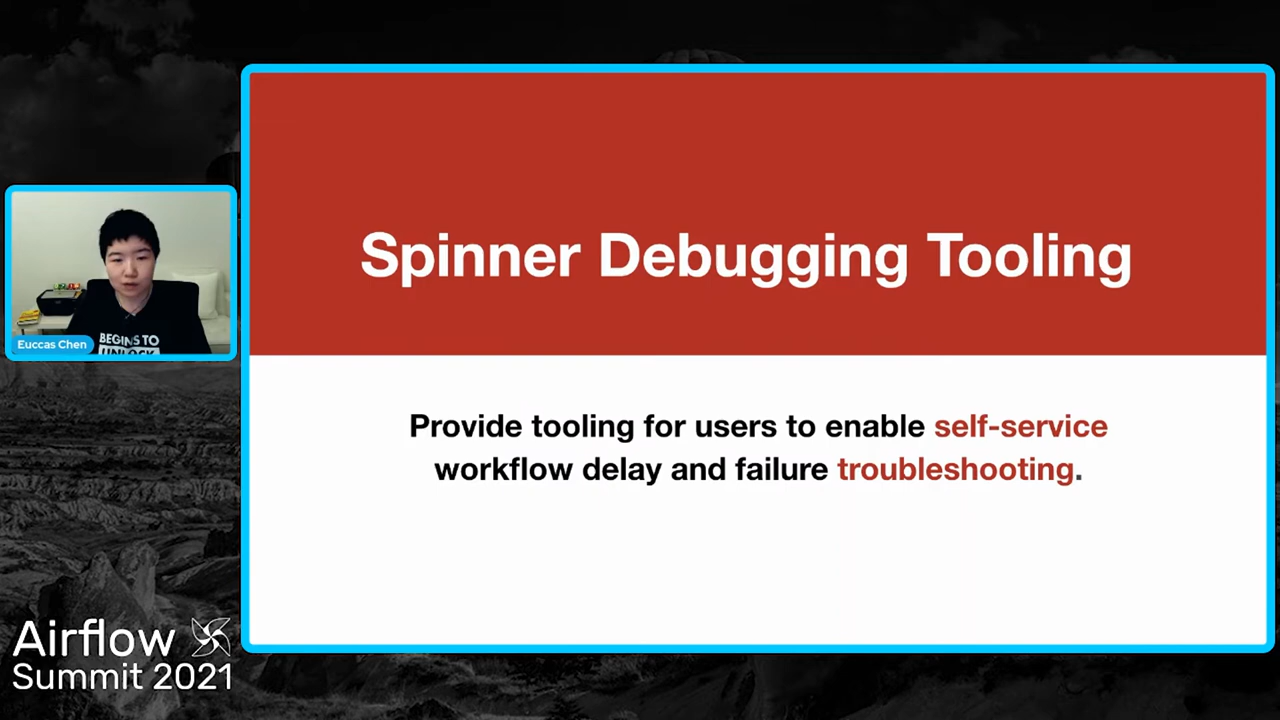 Spinner Debugging Tooling
Provide tooling for users to enable self-service
workflow delay and failure troubleshooting.
BEGINS TO
UNLOCK
Euccas Chen
Airflow
Summit 2021